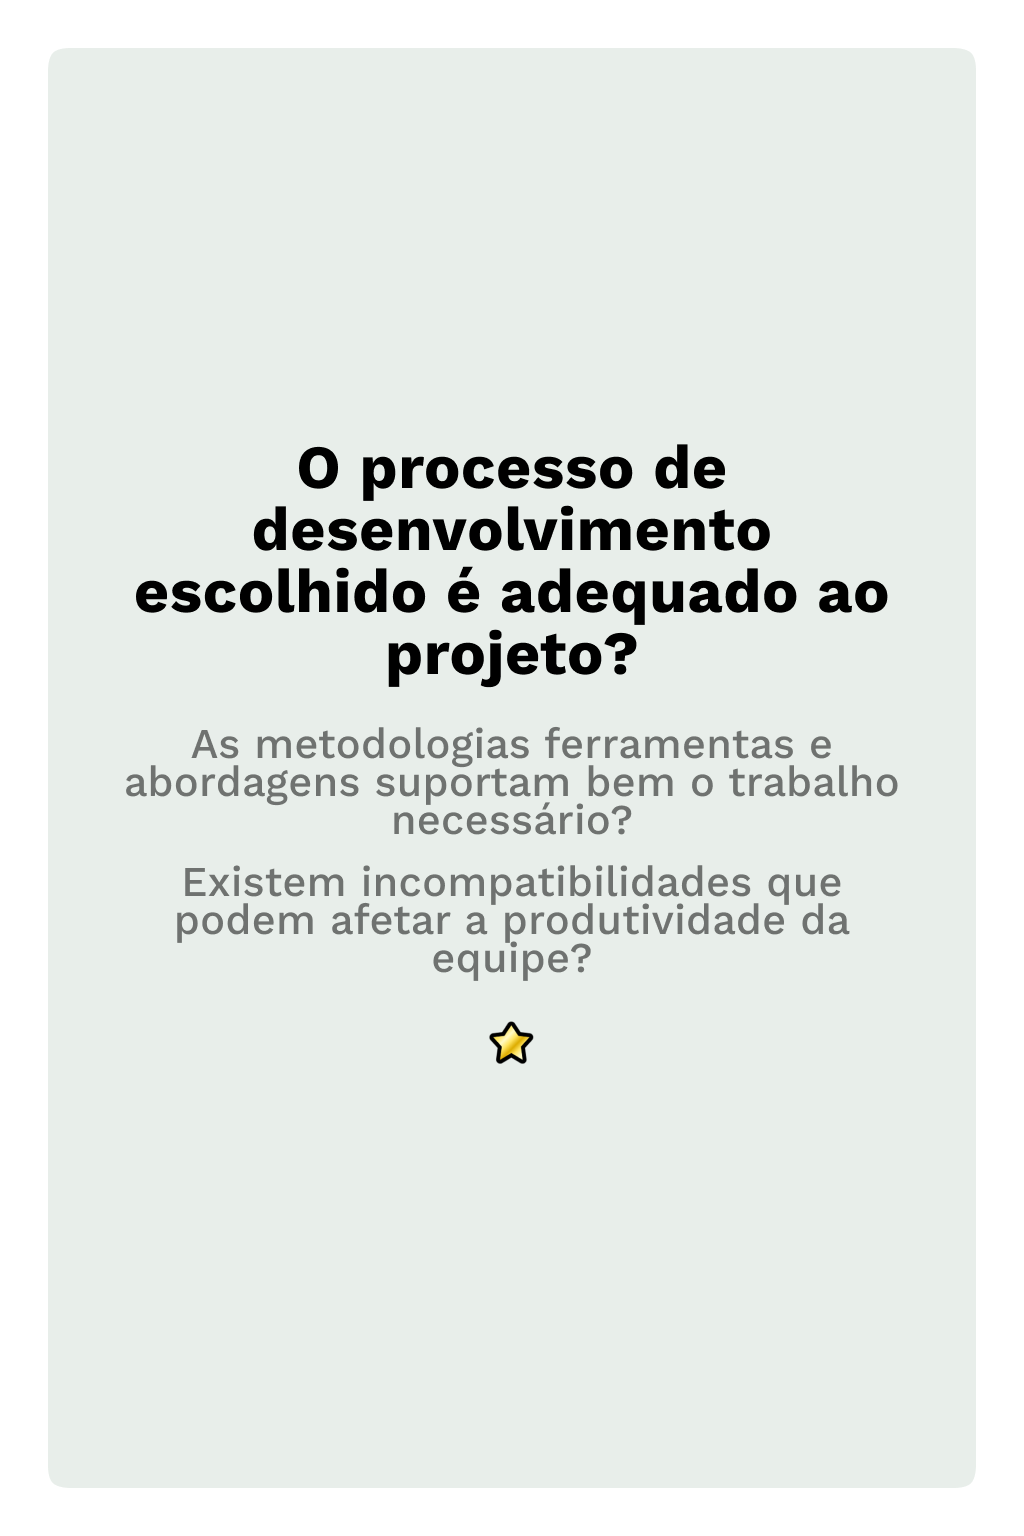 O processo de
desenvolvimento
escolhido é adequado ao
projeto?
As metodologias ferramentas e
abordagens suportam bem o trabalho
necessário?
Existem incompatibilidades que
podem afetar a produtividade da
equipe?